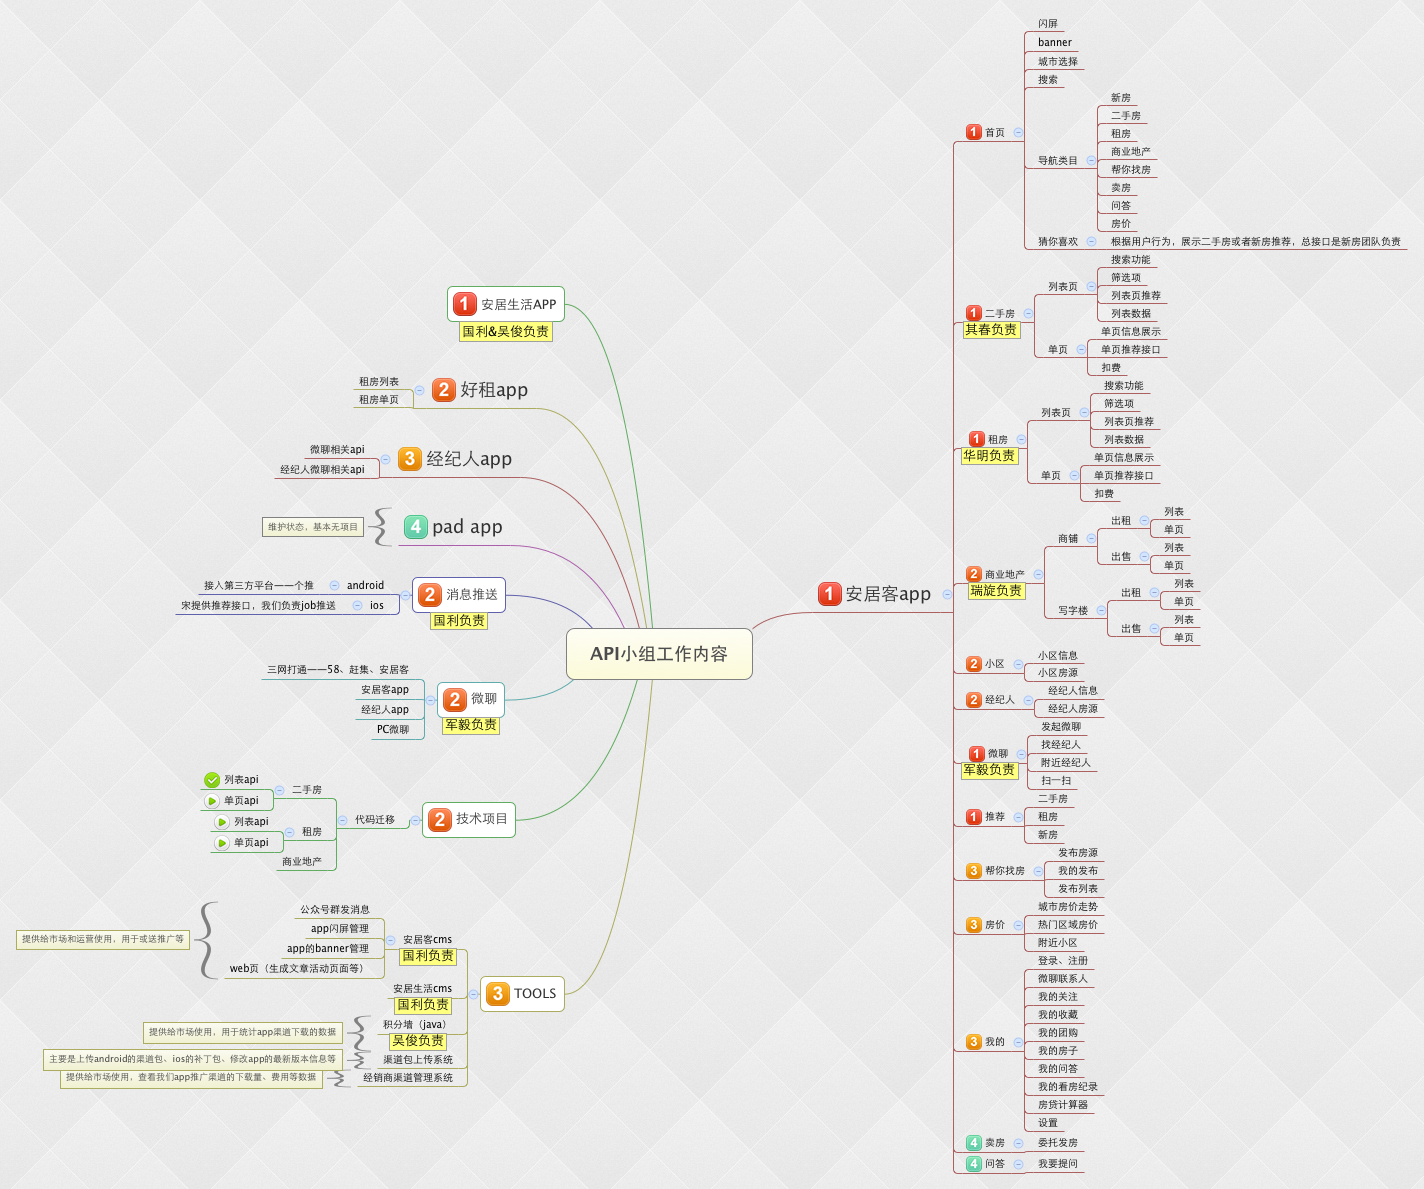 API小组工作内容
1 安居客app
1 首页
闪屏
banner
城市选择
搜索
导航类目
新房
二手房
租房
商业地产
帮你找房
卖房
问答
房价
猜你喜欢
根据用户行为，展示二手房或者新房推荐，总接口是新房团队负责
1 二手房
其春负责
列表页
搜索功能
筛选项
列表页推荐
列表数据
单页
单页信息展示
单页推荐接口
扣费
1 租房
华明负责
列表页
搜索功能
筛选项
列表页推荐
列表数据
单页
单页信息展示
单页推荐接口
扣费
2 商业地产
瑞旋负责
商铺
出租
列表
单页
出售
列表
单页
写字楼
出租
列表
单页
出售
列表
单页
2 小区
小区信息
小区房源
2 经纪人
经纪人信息
经纪人房源
1 微聊
军毅负责
发起微聊
找经纪人
附近经纪人
扫一扫
1 推荐
二手房
租房
新房
3 帮你找房
发布房源
我的发布
发布列表
3 房价
城市房价走势
热门区域房价
附近小区
3 我的
登录、注册
微聊联系人
我的关注
我的收藏
我的团购
我的房子
我的问答
我的看房纪录
房贷计算器
设置
4 卖房
委托发房
4 问答
我要提问
1 安居生活APP
国利&吴俊负责
2 好租app
租房列表
租房单页
3 经纪人app
微聊相关api
经纪人微聊相关api
4 pad app
维护状态，基本无项目
2 消息推送
国利负责
android
接入第三方平台——个推
ios
宋提供推荐接口，我们负责job推送
2 微聊
军毅负责
三网打通——58、赶集、安居客
安居客app
经纪人app
PC微聊
2 技术项目
代码迁移
二手房
列表api
单页api
租房
列表api
单页api
商业地产
3 TOOLS
安居客cms
国利负责
公众号群发消息
app闪屏管理
app的banner管理
web页（生成文章活动页面等）
提供给市场和运营使用，用于或送推广等
安居生活cms
国利负责
积分墙（java）
吴俊负责
提供给市场使用，用于统计app渠道下载的数据
渠道包上传系统
主要是上传android的渠道包、ios的补丁包、修改app的最新版本信息等
经销商渠道管理系统
提供给市场使用，查看我们app推广渠道的下载量、费用等数据